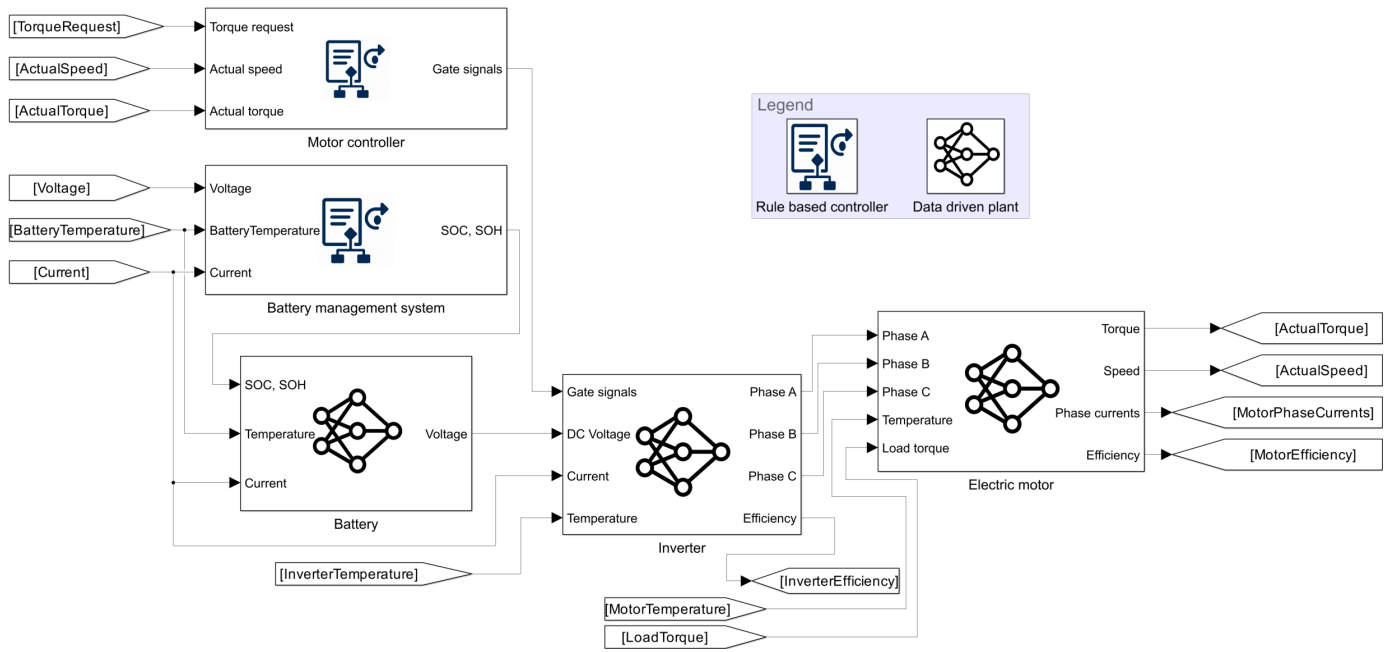 [TorqueRequest]
[ActualSpeed]
[ActualTorque]
Torque request
Actual speed
Actual torque
Gate signals
Motor controller
Legend
Rule based controller
Data driven plant
[Voltage]
[BatteryTemperature]
[Current]
Voltage
BatteryTemperature
Current
SOC, SOH
Battery management system
SOC, SOH
Temperature
Current
Voltage
Battery
Gate signals
DC Voltage
Current
Temperature
Phase A
Phase B
Phase C
Efficiency
Inverter
Phase A
Phase B
Phase C
Temperature
Load torque
Torque
Speed
Phase currents
Efficiency
Electric motor
[ActualTorque]
[ActualSpeed]
[MotorPhaseCurrents]
[MotorEfficiency]
[InverterTemperature]
[InverterEfficiency]
[MotorTemperature]
[LoadTorque]